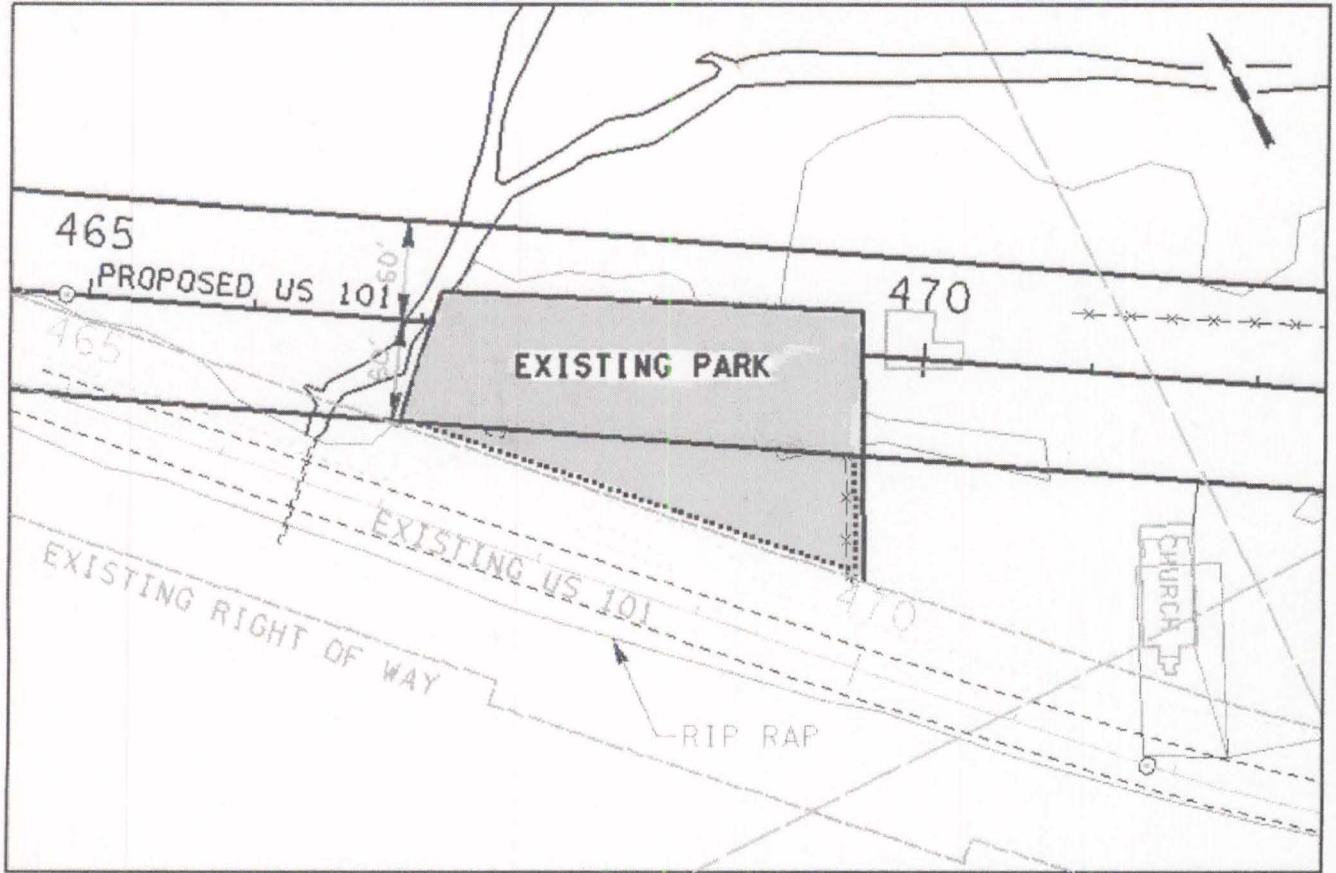 465
PROPOSED US 101
60'
470
465
60'
EXISTING PARK
EXISTING US 101
470
CHURCH
EXISTING RIGHT OF WAY
RIP RAP